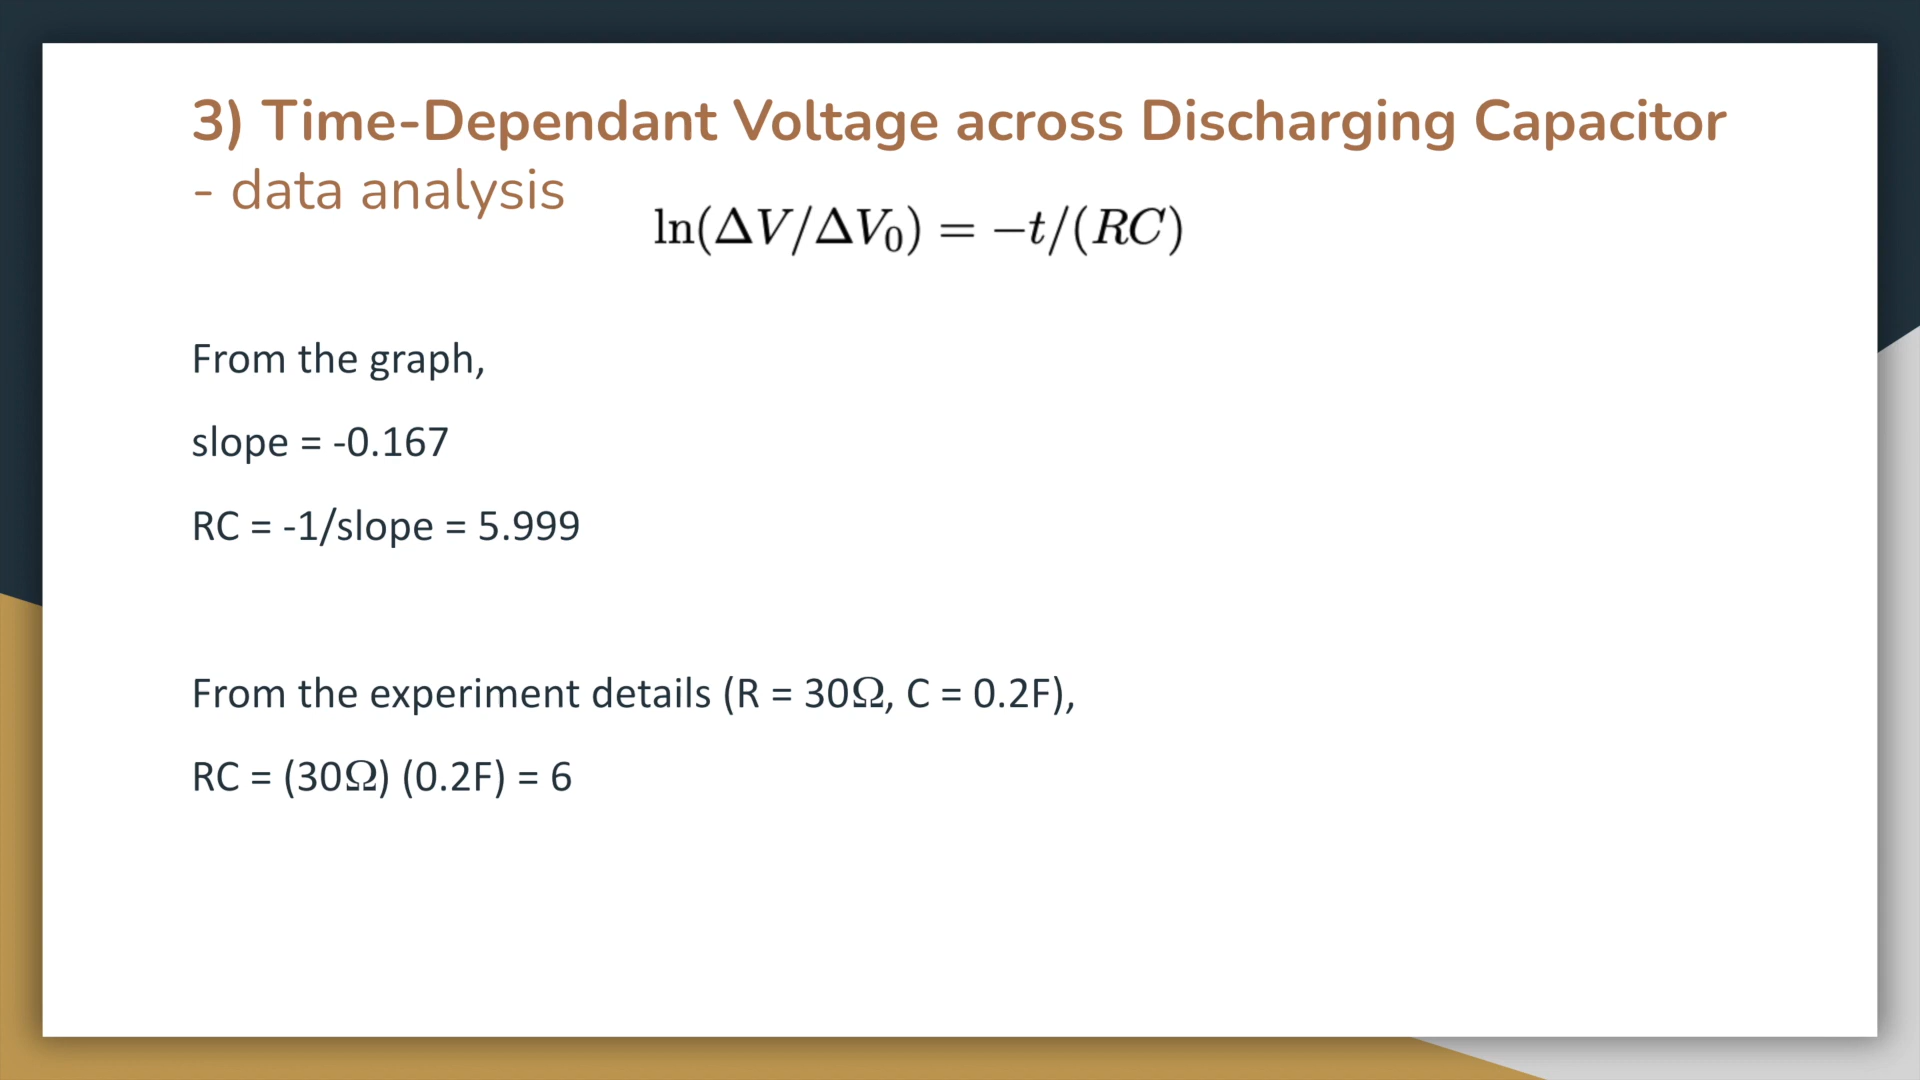 3) Time-Dependant Voltage across Discharging Capacitor
- data analysis
ln(ΔV/ΔV₀) = −t/(RC)
From the graph,
slope = -0.167
RC = -1/slope = 5.999
From the experiment details (R = 30Ω, C = 0.2F),
RC = (30Ω) (0.2F) = 6